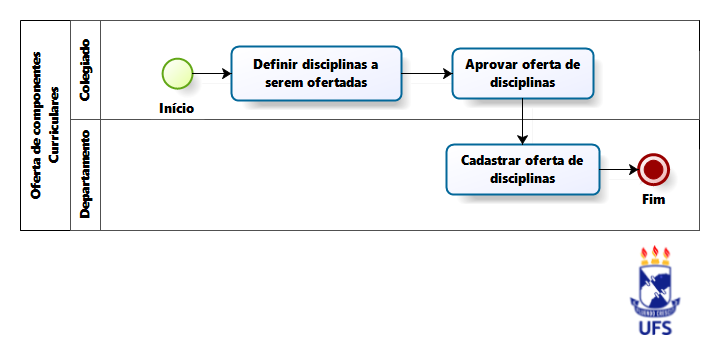 Oferta de componentes
Curriculares
Colegiado
Início
Definir disciplinas a
serem ofertadas
Aprovar oferta de
disciplinas
Departamento
Cadastrar oferta de
disciplinas
Fim
UFS